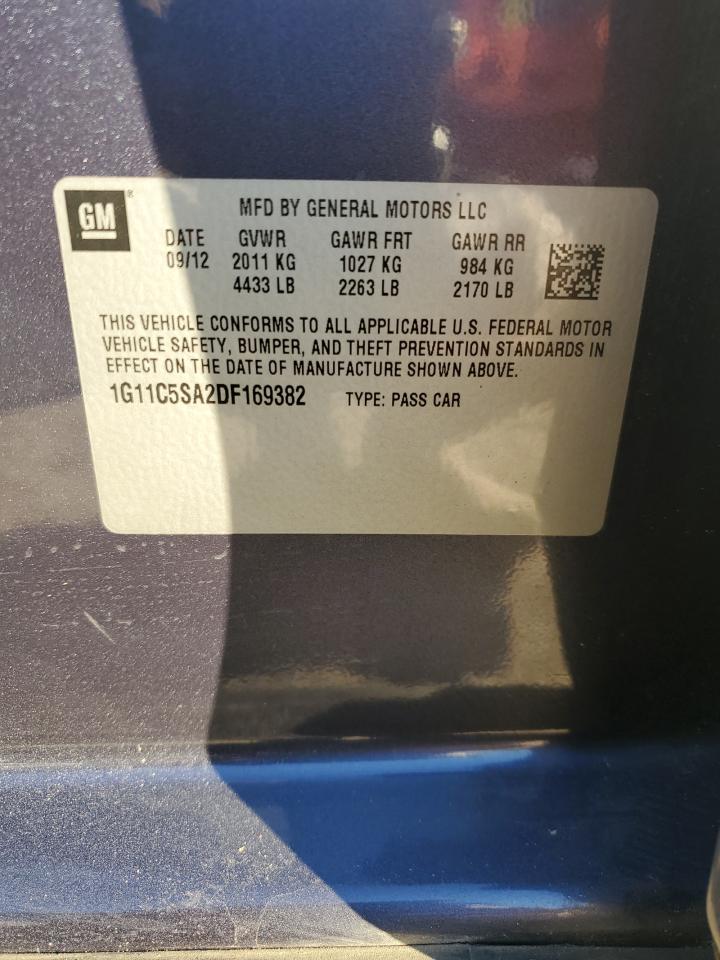 GM®
MFD BY GENERAL MOTORS LLC
DATE GVWR GAWR FRT GAWR RR
09/12 2011 KG 1027 KG 984 KG
4433 LB 2263 LB 2170 LB
THIS VEHICLE CONFORMS TO ALL APPLICABLE U.S. FEDERAL MOTOR
VEHICLE SAFETY, BUMPER, AND THEFT PREVENTION STANDARDS IN
EFFECT ON THE DATE OF MANUFACTURE SHOWN ABOVE.
1G11C5SA2DF169382 TYPE: PASS CAR